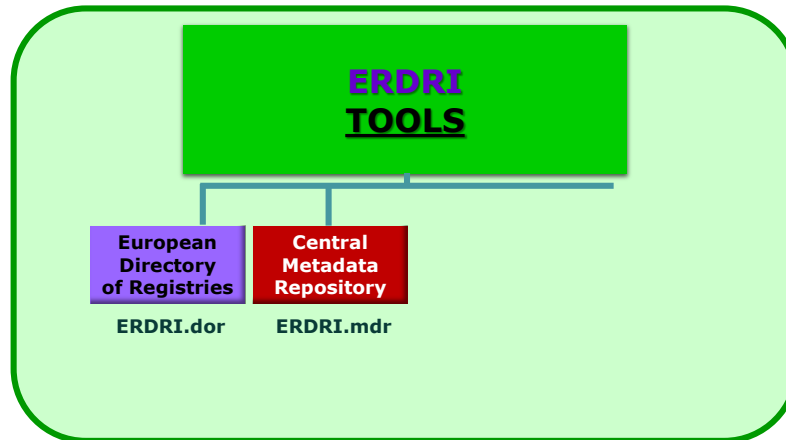 ERDRI
TOOLS
European
Directory
of Registries
Central
Metadata
Repository
ERDRI.dor
ERDRI.mdr